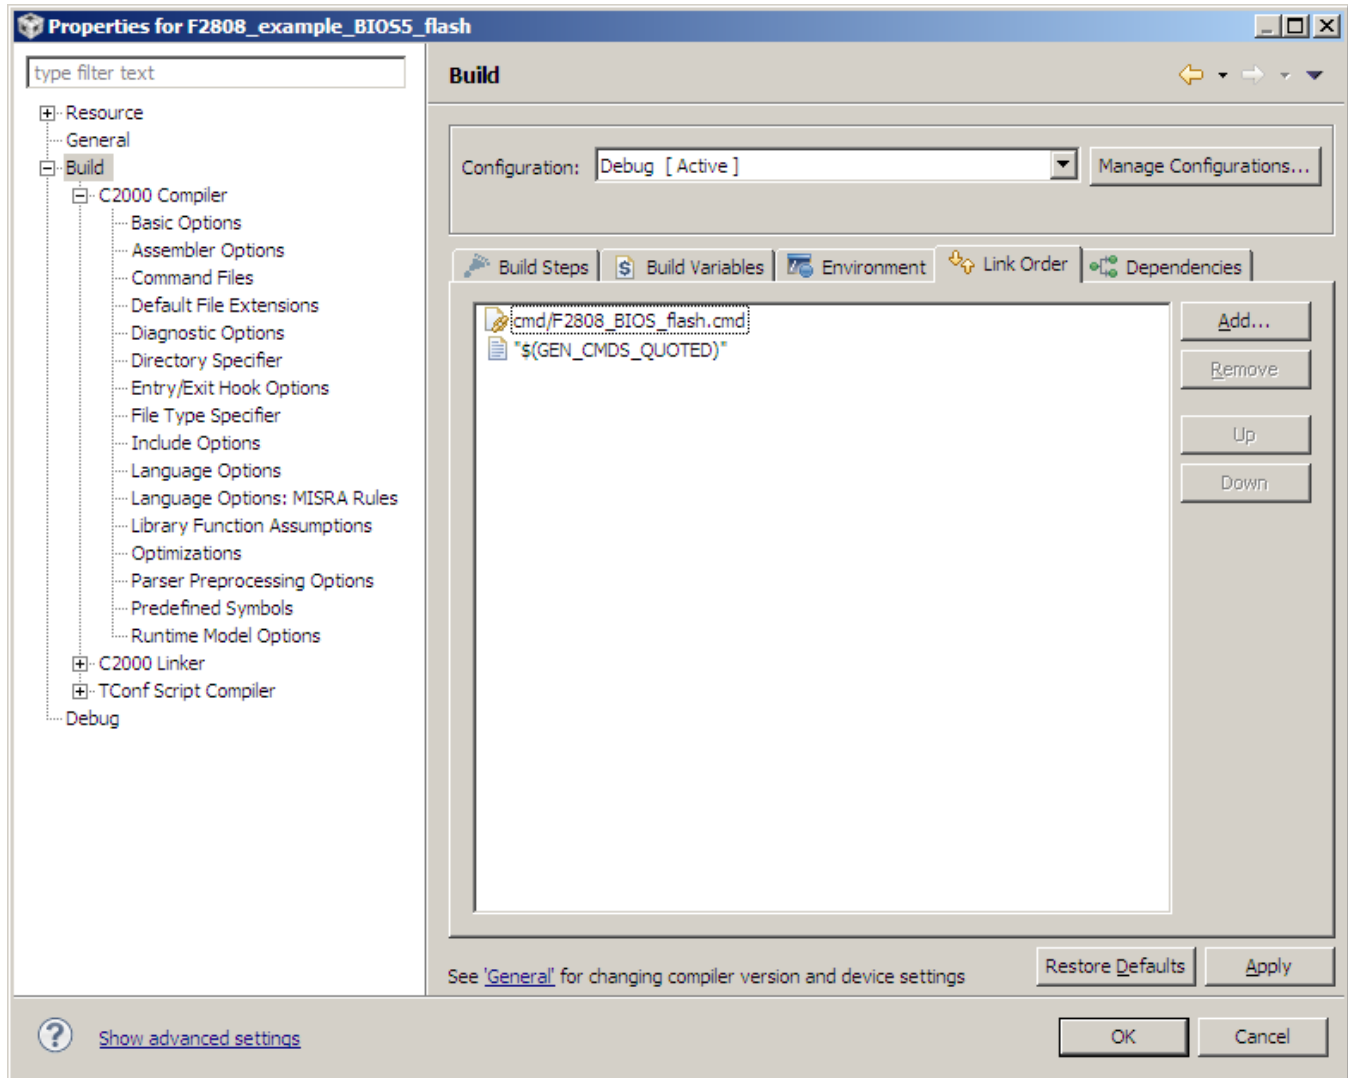 Properties for F2808_example_BIOS5_flash
type filter text
Resource
General
Build
C2000 Compiler
Basic Options
Assembler Options
Command Files
Default File Extensions
Diagnostic Options
Directory Specifier
Entry/Exit Hook Options
File Type Specifier
Include Options
Language Options
Language Options: MISRA Rules
Library Function Assumptions
Optimizations
Parser Preprocessing Options
Predefined Symbols
Runtime Model Options
C2000 Linker
TConf Script Compiler
Debug
Build
Configuration: Debug [ Active ] Manage Configurations...
Build Steps $ Build Variables Environment Link Order Dependencies
cmd/F2808_BIOS_flash.cmd
"$(GEN_CMDS_QUOTED)"
Add...
Remove
Up
Down
See 'General' for changing compiler version and device settings
Restore Defaults Apply
? Show advanced settings
OK Cancel